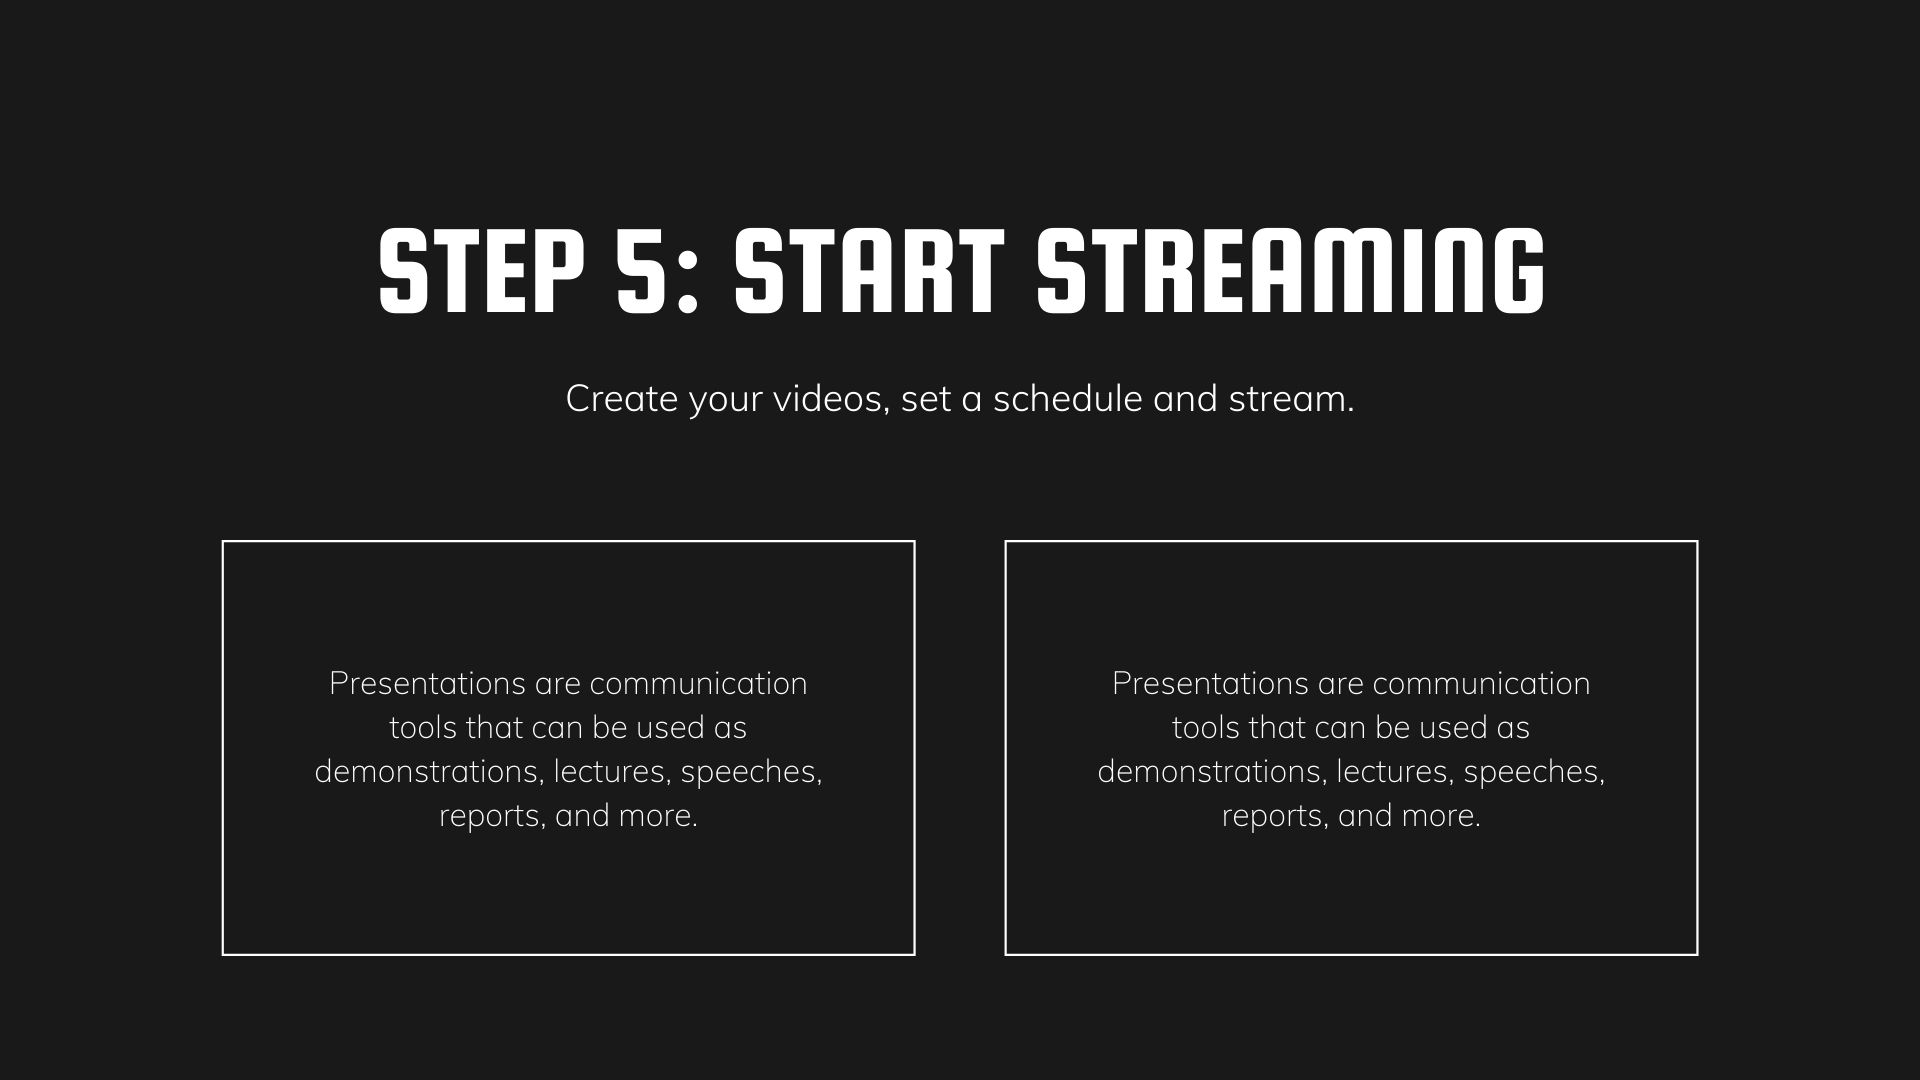 STEP 5: START STREAMING
Create your videos, set a schedule and stream.
Presentations are communication
tools that can be used as
demonstrations, lectures, speeches,
reports, and more.
Presentations are communication
tools that can be used as
demonstrations, lectures, speeches,
reports, and more.